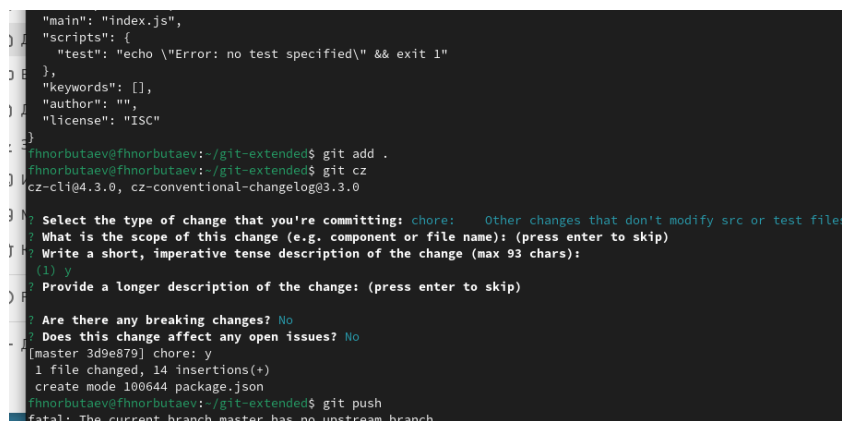 "main": "index.js",
"scripts": {
"test": "echo \"Error: no test specified\" && exit 1"
},
"keywords": [],
"author": "",
"license": "ISC"
}
fhnorbutaev@fhnorbutaev:~/git-extended$ git add .
fhnorbutaev@fhnorbutaev:~/git-extended$ git cz
cz-cli@4.3.0, cz-conventional-changelog@3.3.0
? Select the type of change that you're committing: chore:    Other changes that don't modify src or test files
? What is the scope of this change (e.g. component or file name): (press enter to skip)
? Write a short, imperative tense description of the change (max 93 chars):
(1) y
? Provide a longer description of the change: (press enter to skip)
? Are there any breaking changes? No
? Does this change affect any open issues? No
[master 3d9e879] chore: y
1 file changed, 14 insertions(+)
create mode 100644 package.json
fhnorbutaev@fhnorbutaev:~/git-extended$ git push
fatal: The current branch master has no upstream branch